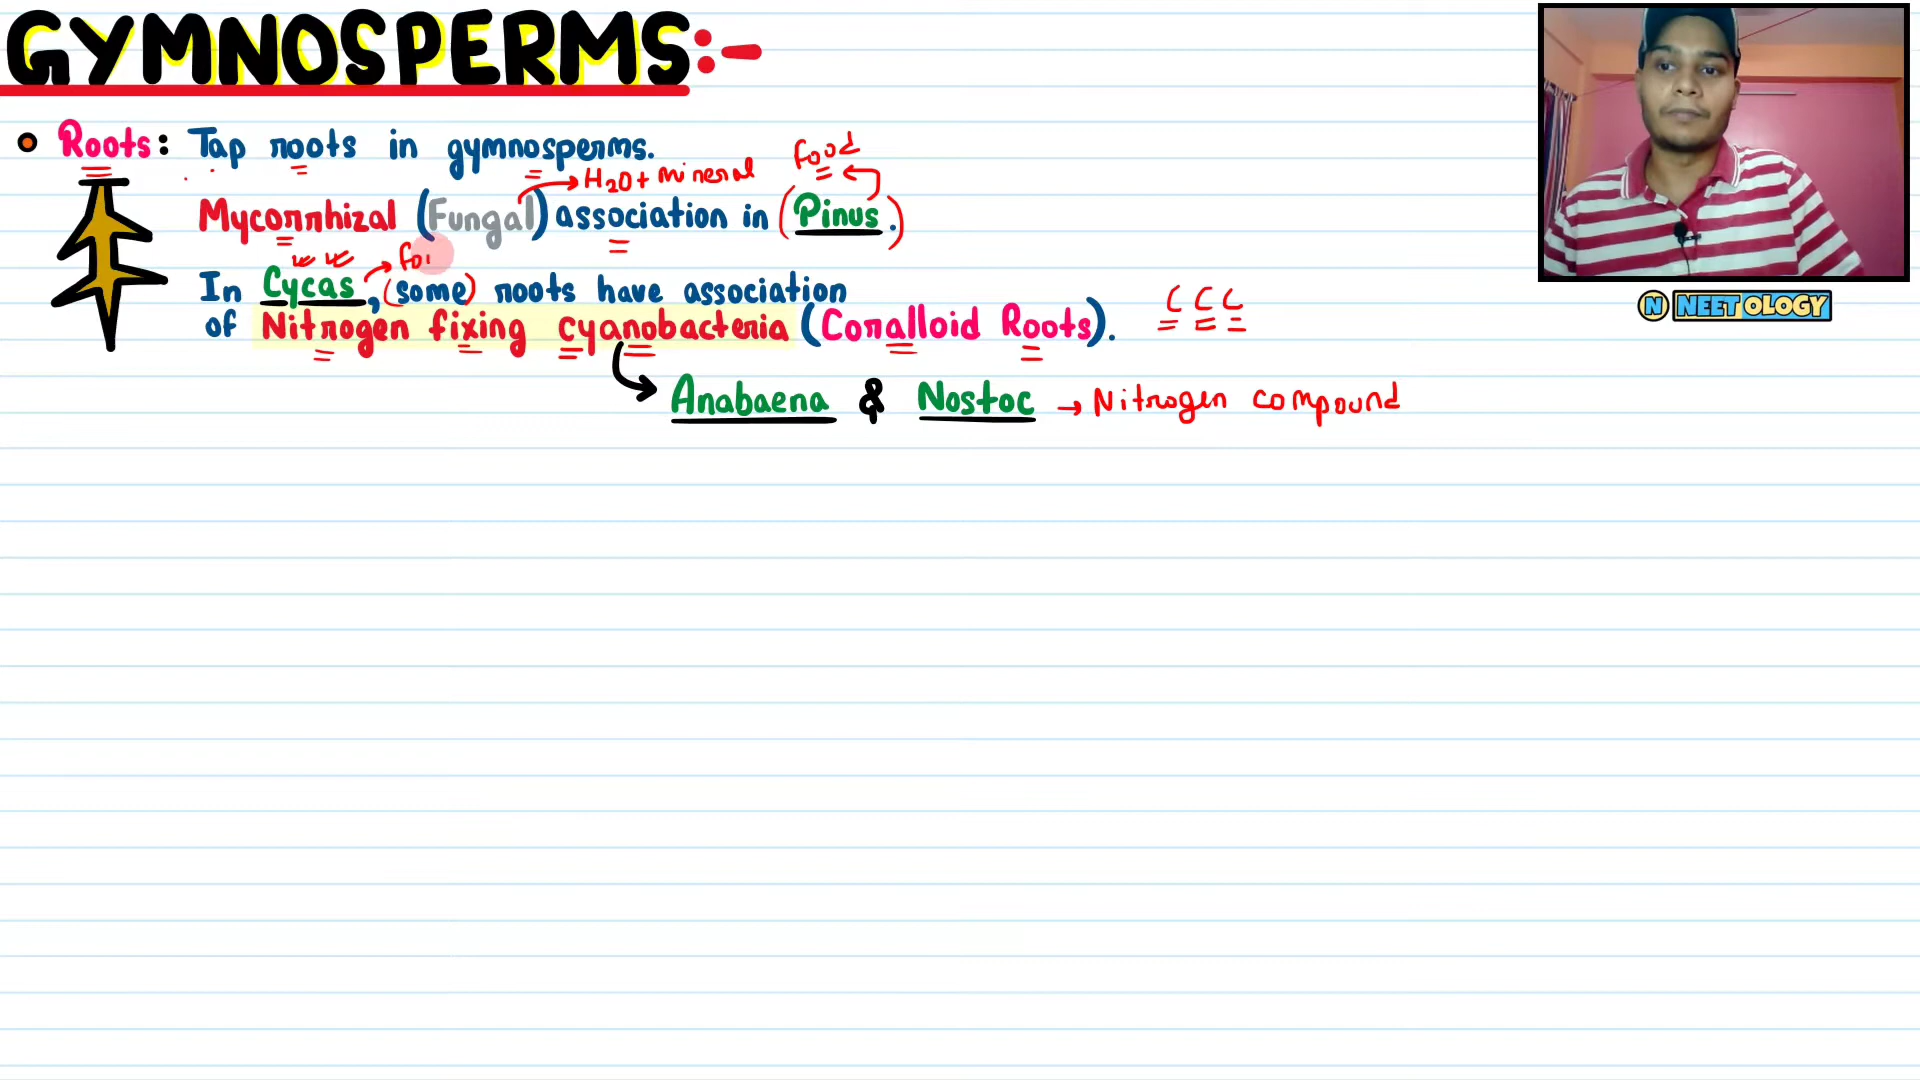 GYMNOSPERMS:-
Roots: Tap roots in gymnosperms.
food
H2O + mineral
Mycorrhizal (Fungal) association in (Pinus.)
In Cycas, (some) roots have association
of Nitrogen fixing cyanobacteria (Coralloid Roots).
C C C
N NEETOLOGY
Anabaena & Nostoc → Nitrogen compound